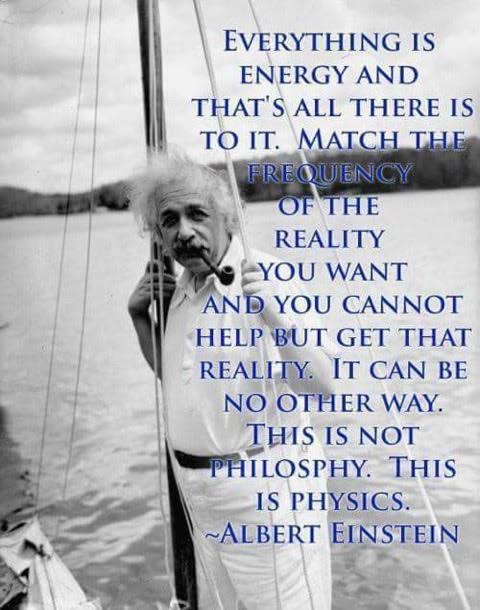 EVERYTHING IS
ENERGY AND
THAT'S ALL THERE IS
TO IT.  MATCH THE
FREQUENCY
OF THE
REALITY
YOU WANT
AND YOU CANNOT
HELP BUT GET THAT
REALITY.  IT CAN BE
NO OTHER WAY.
THIS IS NOT
PHILOSPHY.  THIS
IS PHYSICS.
~ALBERT EINSTEIN